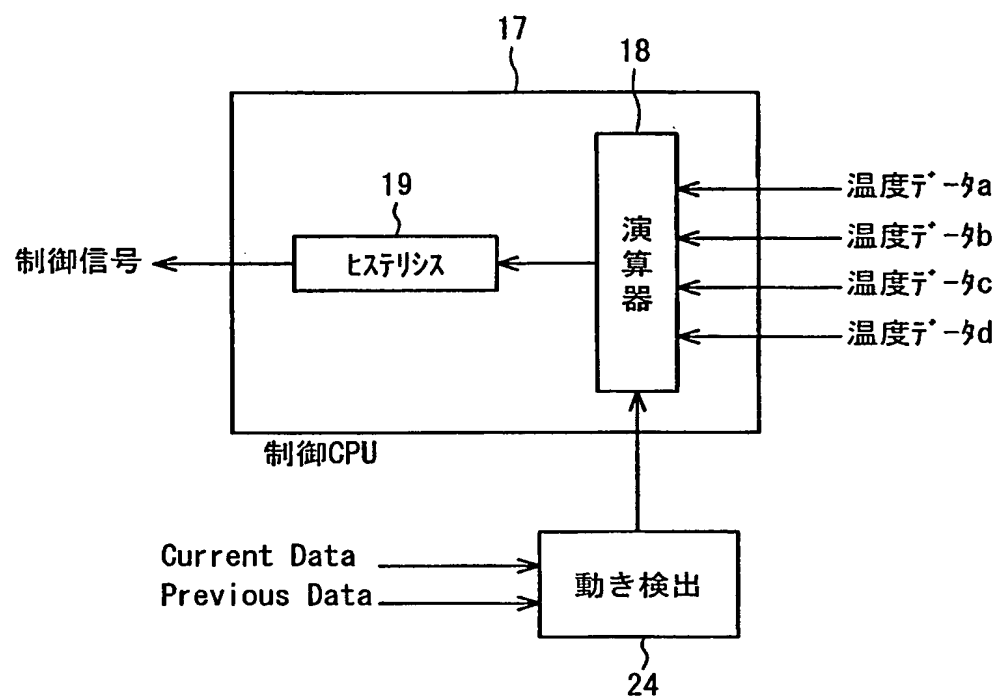 17
18
19
温度ﾃﾞｰﾀa
温度ﾃﾞｰﾀb
温度ﾃﾞｰﾀc
温度ﾃﾞｰﾀd
演算器
ﾋｽﾃﾘｼｽ
制御信号
制御CPU
Current Data
Previous Data
動き検出
24